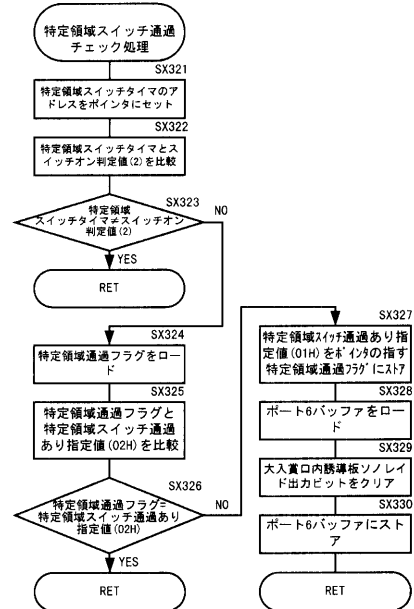 特定領域スイッチ通過
チェック処理
SX321
特定領域スイッチタイマのア
ドレスをポインタにセット
SX322
特定領域スイッチタイマとス
イッチオン判定値(2)を比較
SX323
特定領域
スイッチタイマ≠スイッチオン
判定値(2)
NO
YES
RET
SX324
特定領域通過フラグをロ
ード
SX325
特定領域通過フラグと
特定領域スイッチ通過
あり指定値(02H)を比較
SX326
特定領域通過フラグ=
特定領域スイッチ通過あり
指定値(02H)
NO
YES
RET
SX327
特定領域スイッチ通過あり指
定値(01H)をポインタの指す
特定領域通過フラグにストア
SX328
ポート6バッファをロー
ド
SX329
大入賞口内誘導板ソノレイ
ド出力ビットをクリア
SX330
ポート6バッファにスト
ア
RET